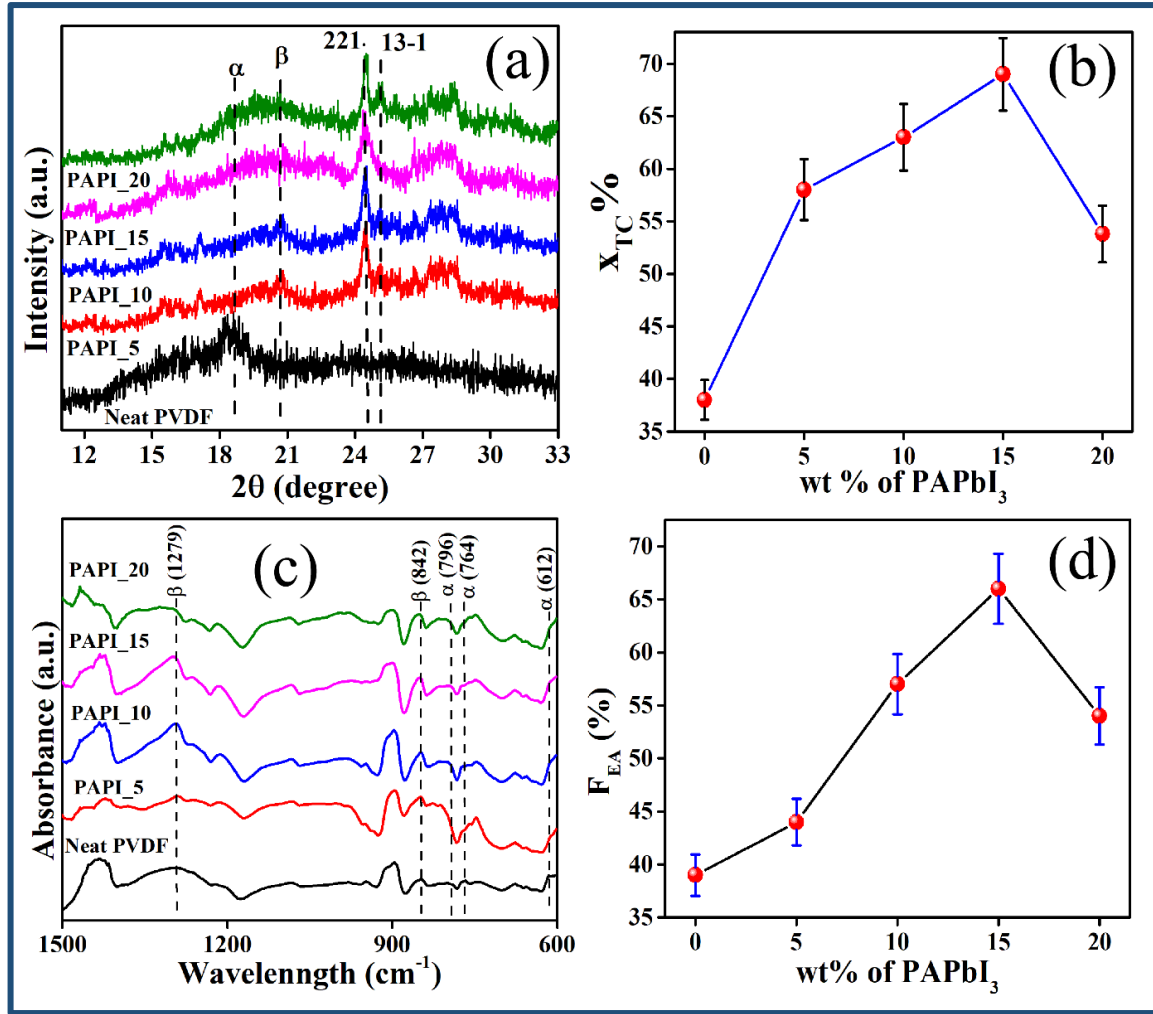 (a)
α
β
221
13-1
PAPI_20
PAPI_15
PAPI_10
PAPI_5
Neat PVDF
Intensity (a.u.)
12 15 18 21 24 27 30 33
2θ (degree)
(b)
X_TC %
70
65
60
55
50
45
40
35
0 5 10 15 20
wt % of PAPbI₃
(c)
β (1279)
β (842)
α (796)
α (764)
α (612)
PAPI_20
PAPI_15
PAPI_10
PAPI_5
Neat PVDF
Absorbance (a.u.)
1500 1200 900 600
Wavelenngth (cm⁻¹)
(d)
F_EA (%)
70
65
60
55
50
45
40
35
0 5 10 15 20
wt% of PAPbI₃